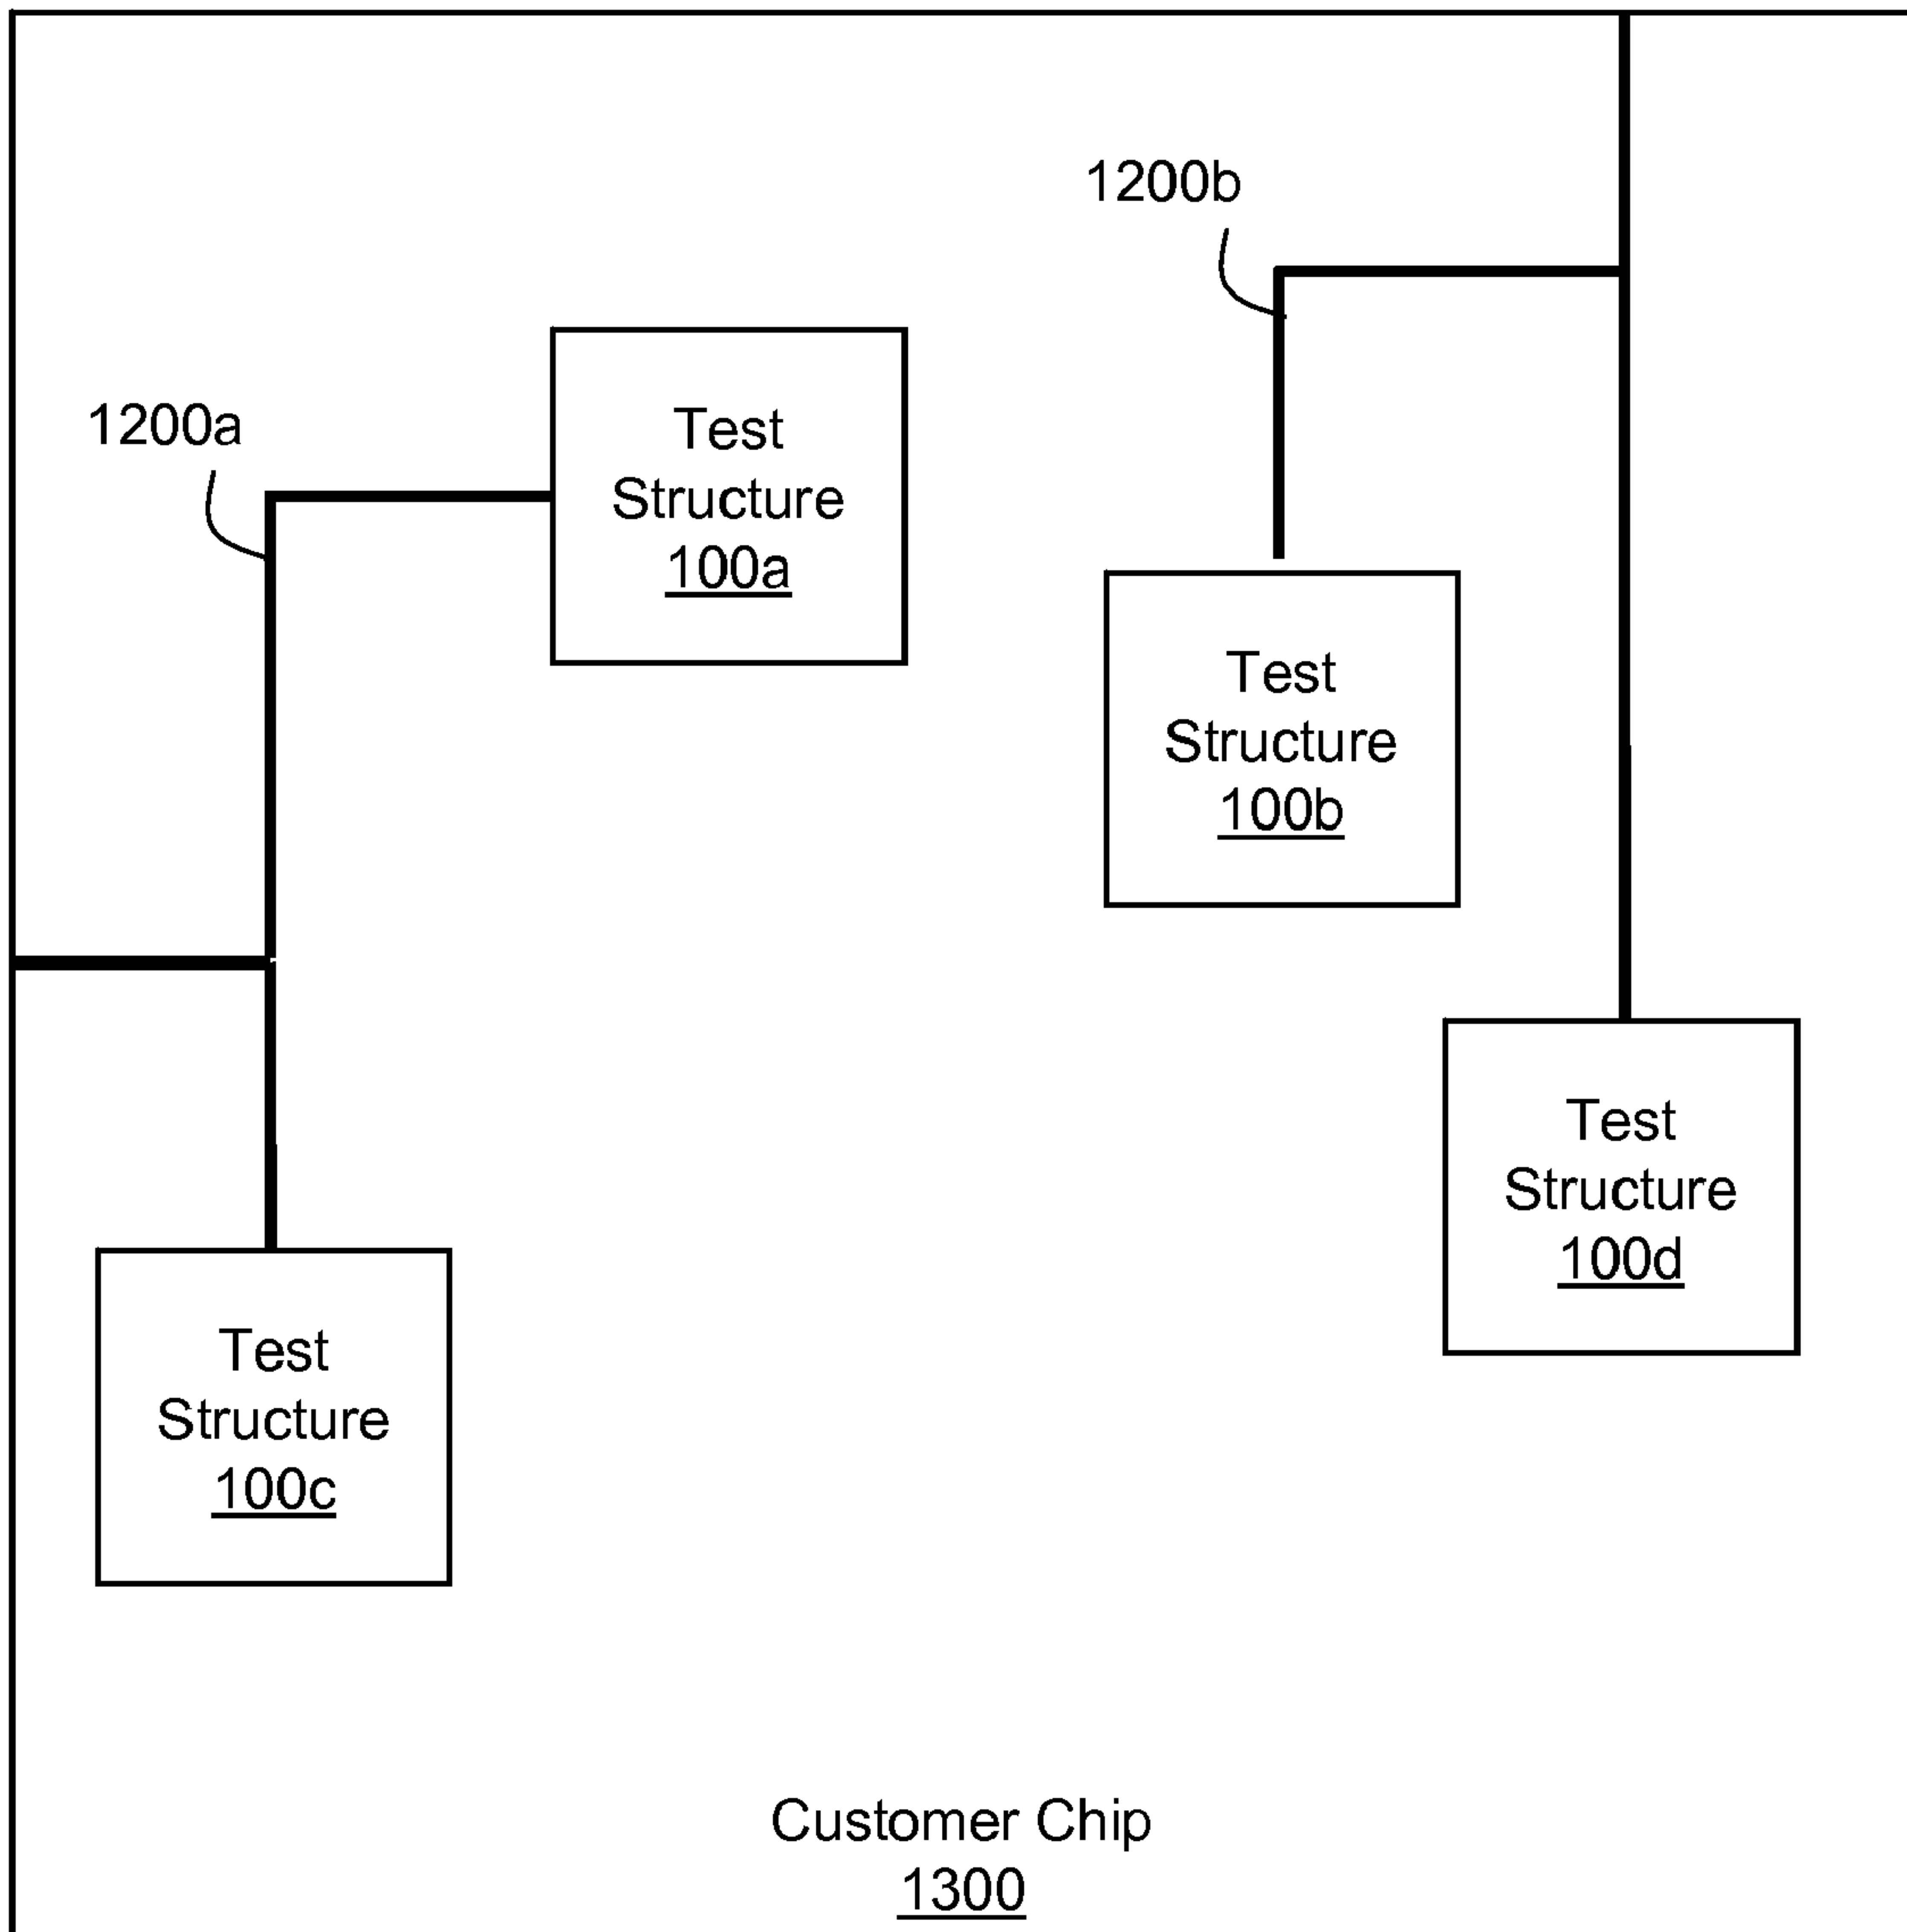 1200b
1200a
Test
Structure
100a
Test
Structure
100b
Test
Structure
100d
Test
Structure
100c
Customer Chip
1300